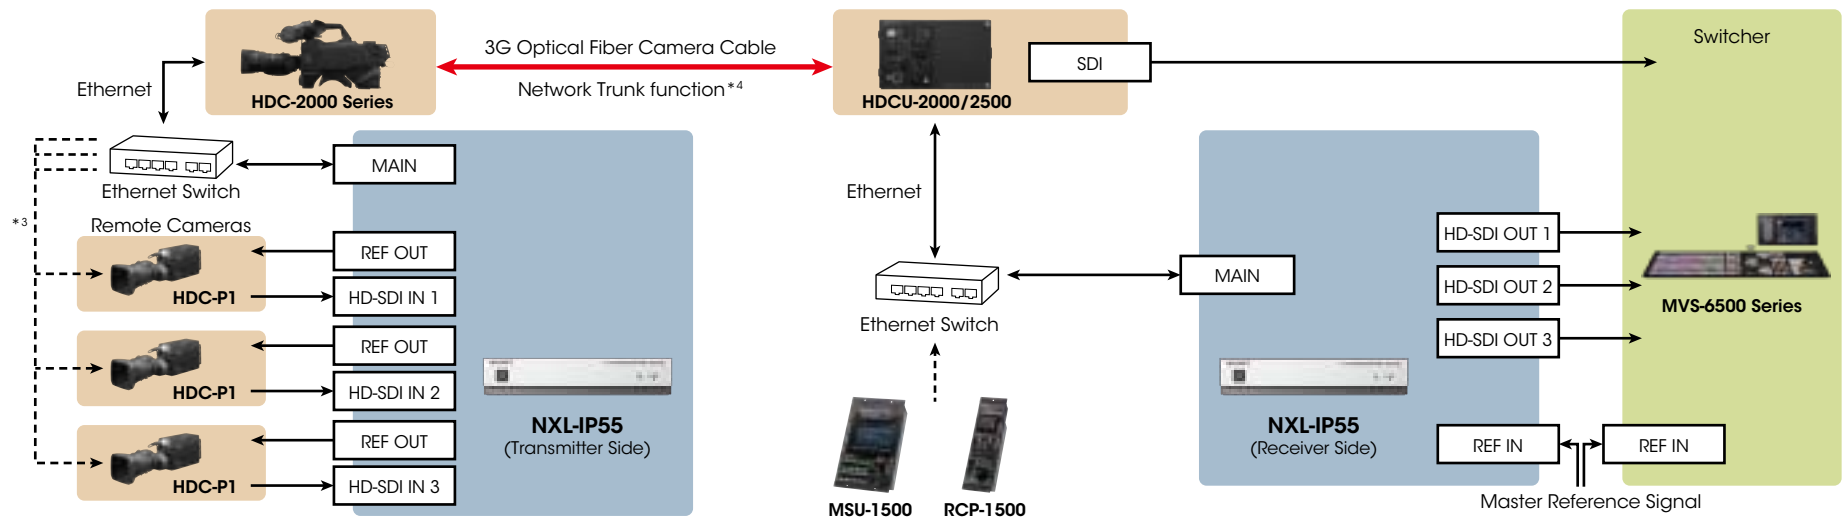 3G Optical Fiber Camera Cable
Network Trunk function*4
HDC-2000 Series
HDCU-2000/2500
SDI
Switcher
Ethernet
Ethernet Switch
MAIN
*3
Remote Cameras
REF OUT
HDC-P1
HD-SDI IN 1
REF OUT
HDC-P1
HD-SDI IN 2
REF OUT
HDC-P1
HD-SDI IN 3
NXL-IP55
(Transmitter Side)
Ethernet
Ethernet Switch
MSU-1500
RCP-1500
MAIN
NXL-IP55
(Receiver Side)
HD-SDI OUT 1
HD-SDI OUT 2
HD-SDI OUT 3
MVS-6500 Series
REF IN
REF IN
Master Reference Signal